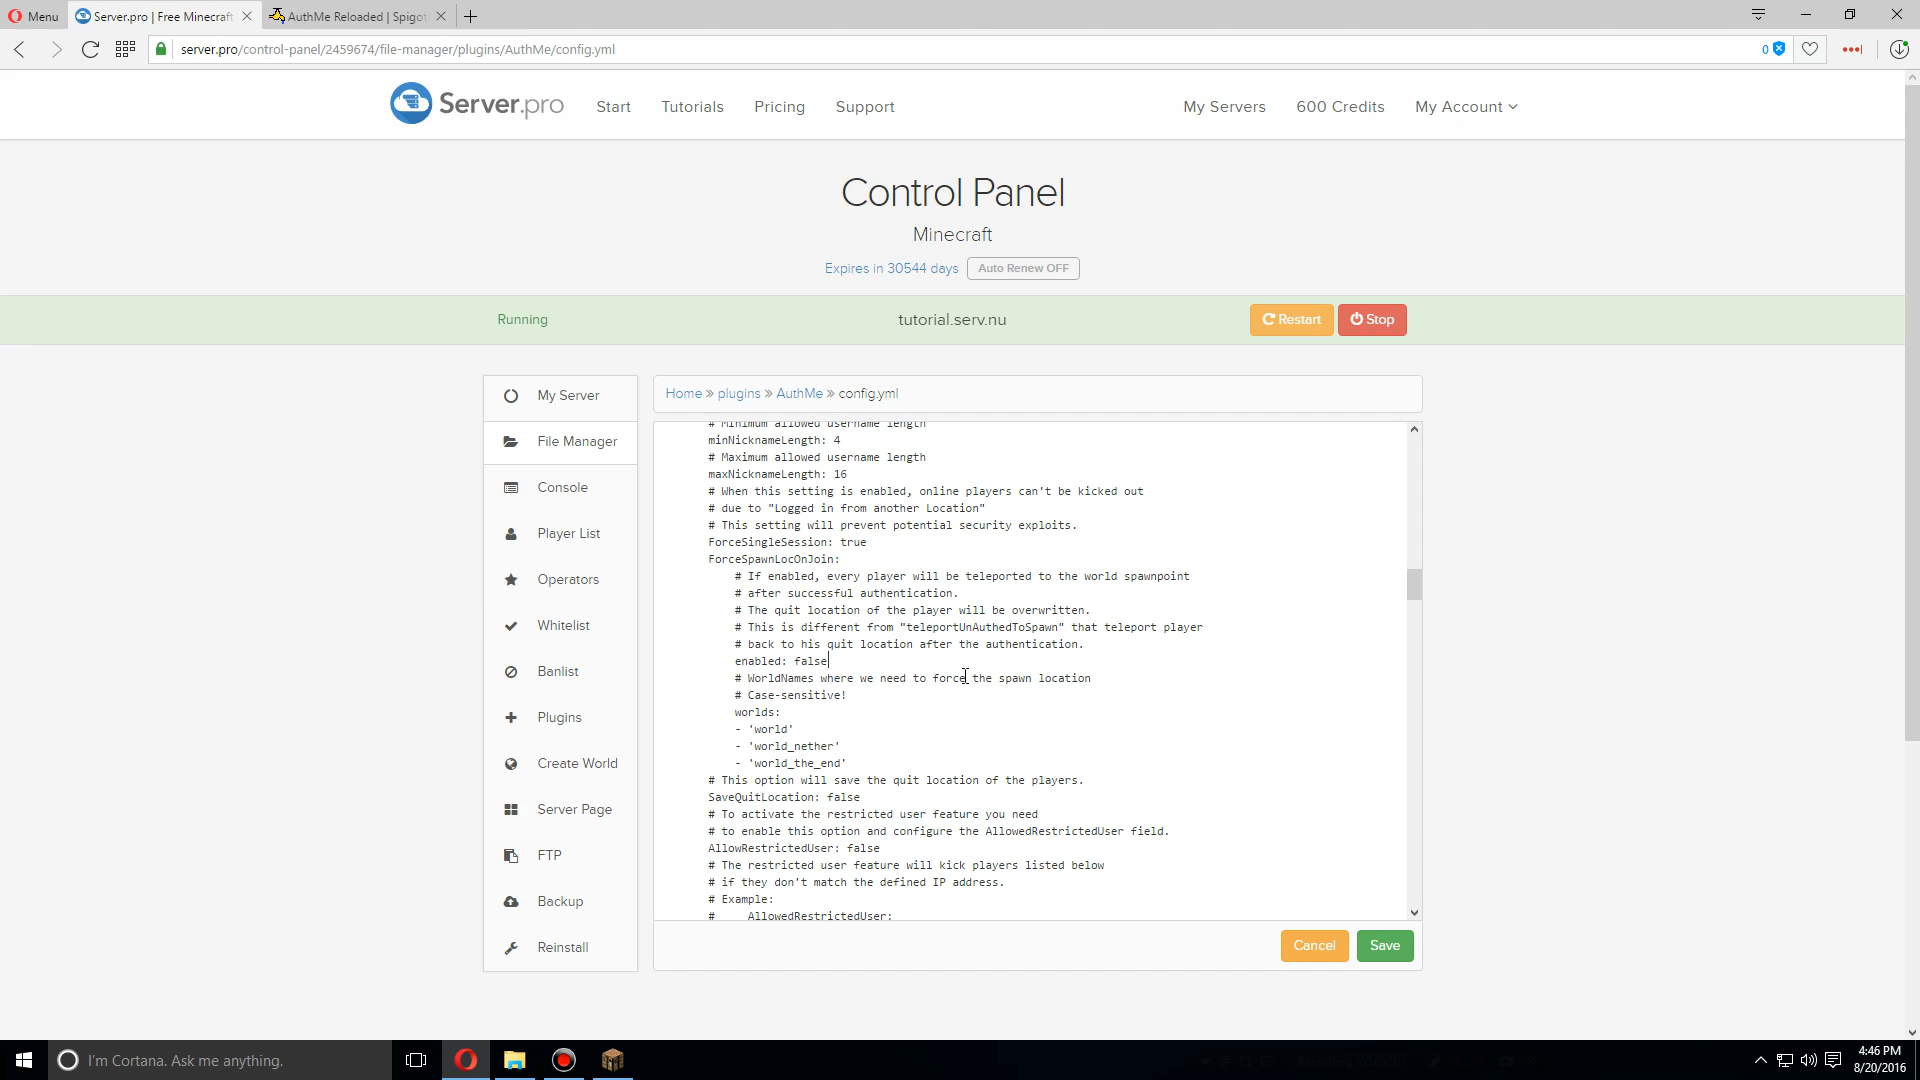 Menu
Server.pro | Free Minecraft
AuthMe Reloaded | Spigot
server.pro/control-panel/2459674/file-manager/plugins/AuthMe/config.yml
0
Server.pro
Start
Tutorials
Pricing
Support
My Servers
600 Credits
My Account
Control Panel
Minecraft
Expires in 30544 days
Auto Renew OFF
Running
tutorial.serv.nu
Restart
Stop
My Server
File Manager
Console
Player List
Operators
Whitelist
Banlist
Plugins
Create World
Server Page
FTP
Backup
Reinstall
Home » plugins » AuthMe » config.yml
# Minimum allowed username length
minNicknameLength: 4
# Maximum allowed username length
maxNicknameLength: 16
# When this setting is enabled, online players can't be kicked out
# due to "Logged in from another Location"
# This setting will prevent potential security exploits.
ForceSingleSession: true
ForceSpawnLocOnJoin:
# If enabled, every player will be teleported to the world spawnpoint
# after successful authentication.
# The quit location of the player will be overwritten.
# This is different from "teleportUnAuthedToSpawn" that teleport player
# back to his quit location after the authentication.
enabled: false
# WorldNames where we need to force the spawn location
# Case-sensitive!
worlds:
- 'world'
- 'world_nether'
- 'world_the_end'
# This option will save the quit location of the players.
SaveQuitLocation: false
# To activate the restricted user feature you need
# to enable this option and configure the AllowedRestrictedUser field.
AllowRestrictedUser: false
# The restricted user feature will kick players listed below
# if they don't match the defined IP address.
# Example:
# AllowedRestrictedUser:
Cancel
Save
I'm Cortana. Ask me anything.
4:46 PM
8/20/2016